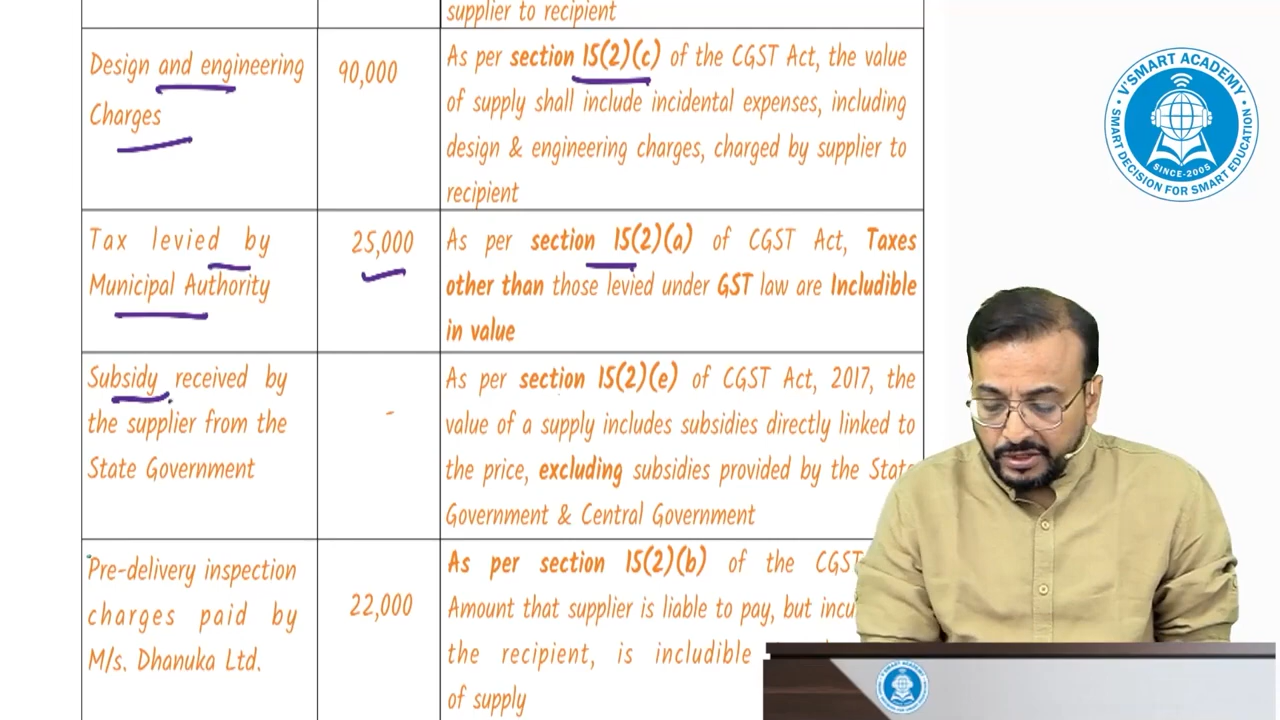 supplier to recipient
Design and engineering
Charges
90,000
As per section 15(2)(c) of the CGST Act, the value
of supply shall include incidental expenses, including
design & engineering charges, charged by supplier to
recipient
Tax levied by
Municipal Authority
25,000
As per section 15(2)(a) of CGST Act, Taxes
other than those levied under GST law are Includible
in value
Subsidy received by
the supplier from the
State Government
-
As per section 15(2)(e) of CGST Act, 2017, the
value of a supply includes subsidies directly linked to
the price, excluding subsidies provided by the State
Government & Central Government
Pre-delivery inspection
charges paid by
M/s. Dhanuka Ltd.
22,000
As per section 15(2)(b) of the CGST
Amount that supplier is liable to pay, but
the recipient, is includible
of supply
V'SMART ACADEMY
SMART DECISION FOR SMART EDUCATION
SINCE-2005